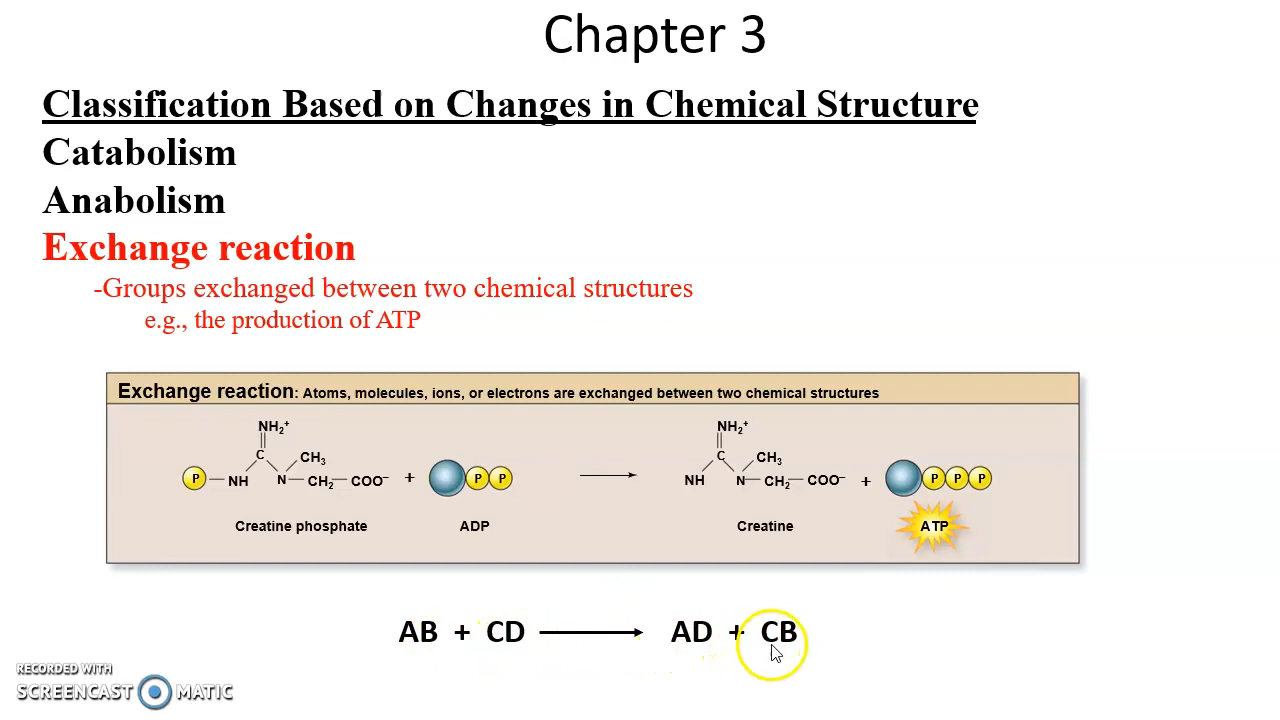 Chapter 3
Classification Based on Changes in Chemical Structure
Catabolism
Anabolism
Exchange reaction
-Groups exchanged between two chemical structures
e.g., the production of ATP
Exchange reaction: Atoms, molecules, ions, or electrons are exchanged between two chemical structures
NH₂⁺ NH₂⁺
C CH₃ C CH₃
P NH N CH₂ COO⁻ + P P NH N CH₂ COO⁻ + P P P
Creatine phosphate ADP Creatine ATP
AB + CD AD + CB
RECORDED WITH
SCREENCAST MATIC